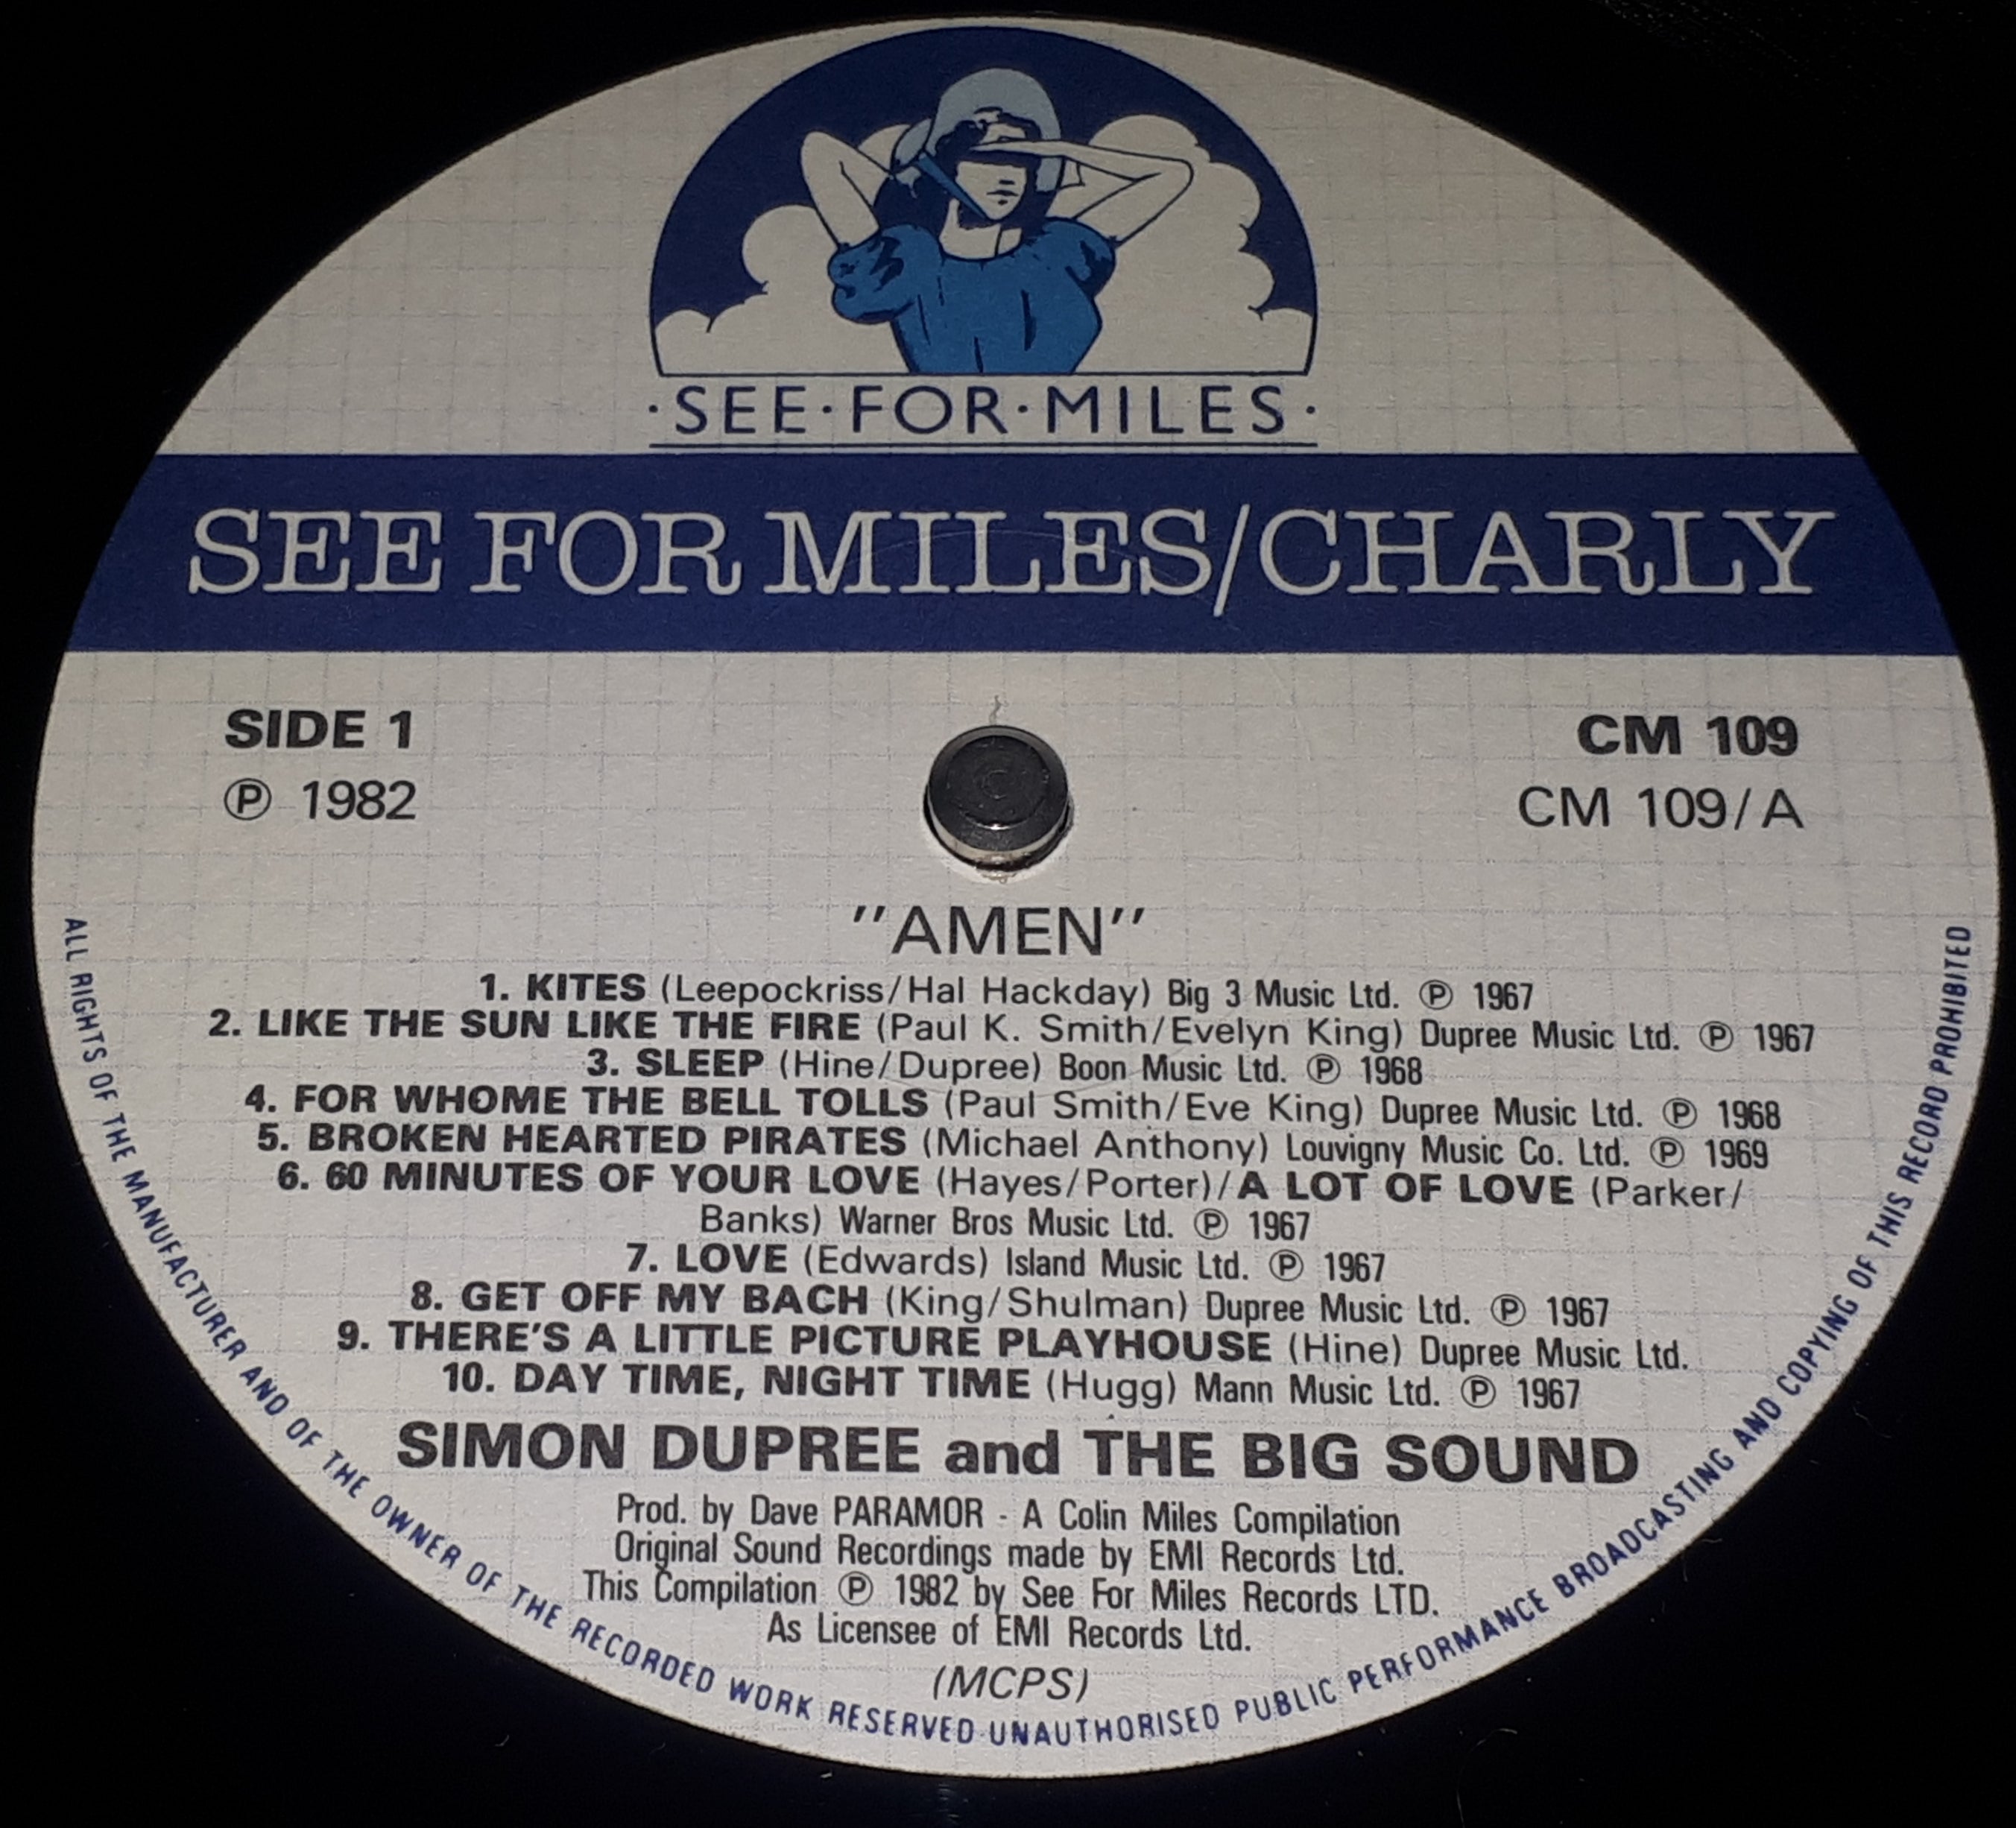 ·SEE·FOR·MILES·
SEE FOR MILES/CHARLY
SIDE 1
℗ 1982
CM 109
CM 109/A
"AMEN"
1. KITES (Leepockriss/Hal Hackday) Big 3 Music Ltd. ℗ 1967
2. LIKE THE SUN LIKE THE FIRE (Paul K. Smith/Evelyn King) Dupree Music Ltd. ℗ 1967
3. SLEEP (Hine/Dupree) Boon Music Ltd. ℗ 1968
4. FOR WHOME THE BELL TOLLS (Paul Smith/Eve King) Dupree Music Ltd. ℗ 1968
5. BROKEN HEARTED PIRATES (Michael Anthony) Louvigny Music Co. Ltd. ℗ 1969
6. 60 MINUTES OF YOUR LOVE (Hayes/Porter)/A LOT OF LOVE (Parker/
Banks) Warner Bros Music Ltd. ℗ 1967
7. LOVE (Edwards) Island Music Ltd. ℗ 1967
8. GET OFF MY BACH (King/Shulman) Dupree Music Ltd. ℗ 1967
9. THERE'S A LITTLE PICTURE PLAYHOUSE (Hine) Dupree Music Ltd.
10. DAY TIME, NIGHT TIME (Hugg) Mann Music Ltd. ℗ 1967
SIMON DUPREE and THE BIG SOUND
Prod. by Dave PARAMOR - A Colin Miles Compilation
Original Sound Recordings made by EMI Records Ltd.
This Compilation ℗ 1982 by See For Miles Records LTD.
As Licensee of EMI Records Ltd.
(MCPS)
ALL RIGHTS OF THE MANUFACTURER AND OF THE OWNER OF THE RECORDED WORK RESERVED·UNAUTHORISED PUBLIC PERFORMANCE BROADCASTING AND COPYING OF THIS RECORD PROHIBITED